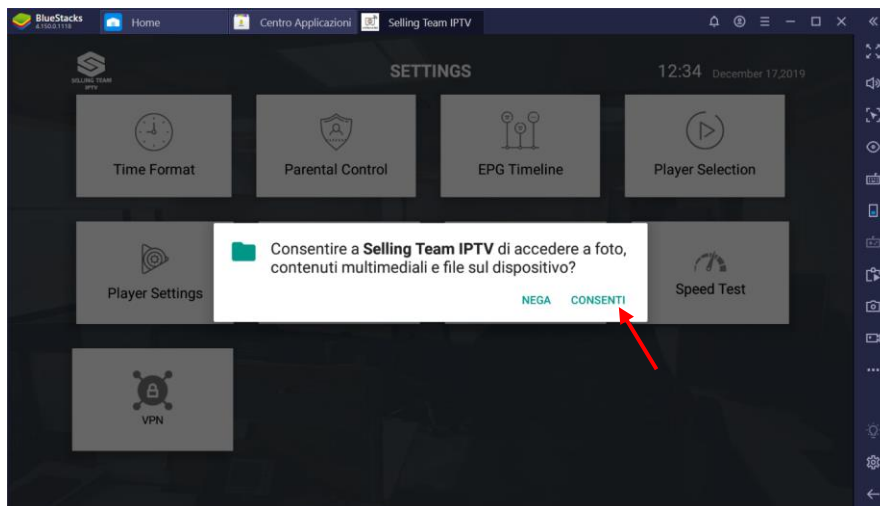 BlueStacks
4.150.0.1118
Home
Centro Applicazioni
Selling Team IPTV
SELLING TEAM
IPTV
SETTINGS
12:34 December 17,2019
Time Format
Parental Control
EPG Timeline
Player Selection
Consentire a Selling Team IPTV di accedere a foto,
contenuti multimediali e file sul dispositivo?
NEGA CONSENTI
Player Settings
Speed Test
VPN